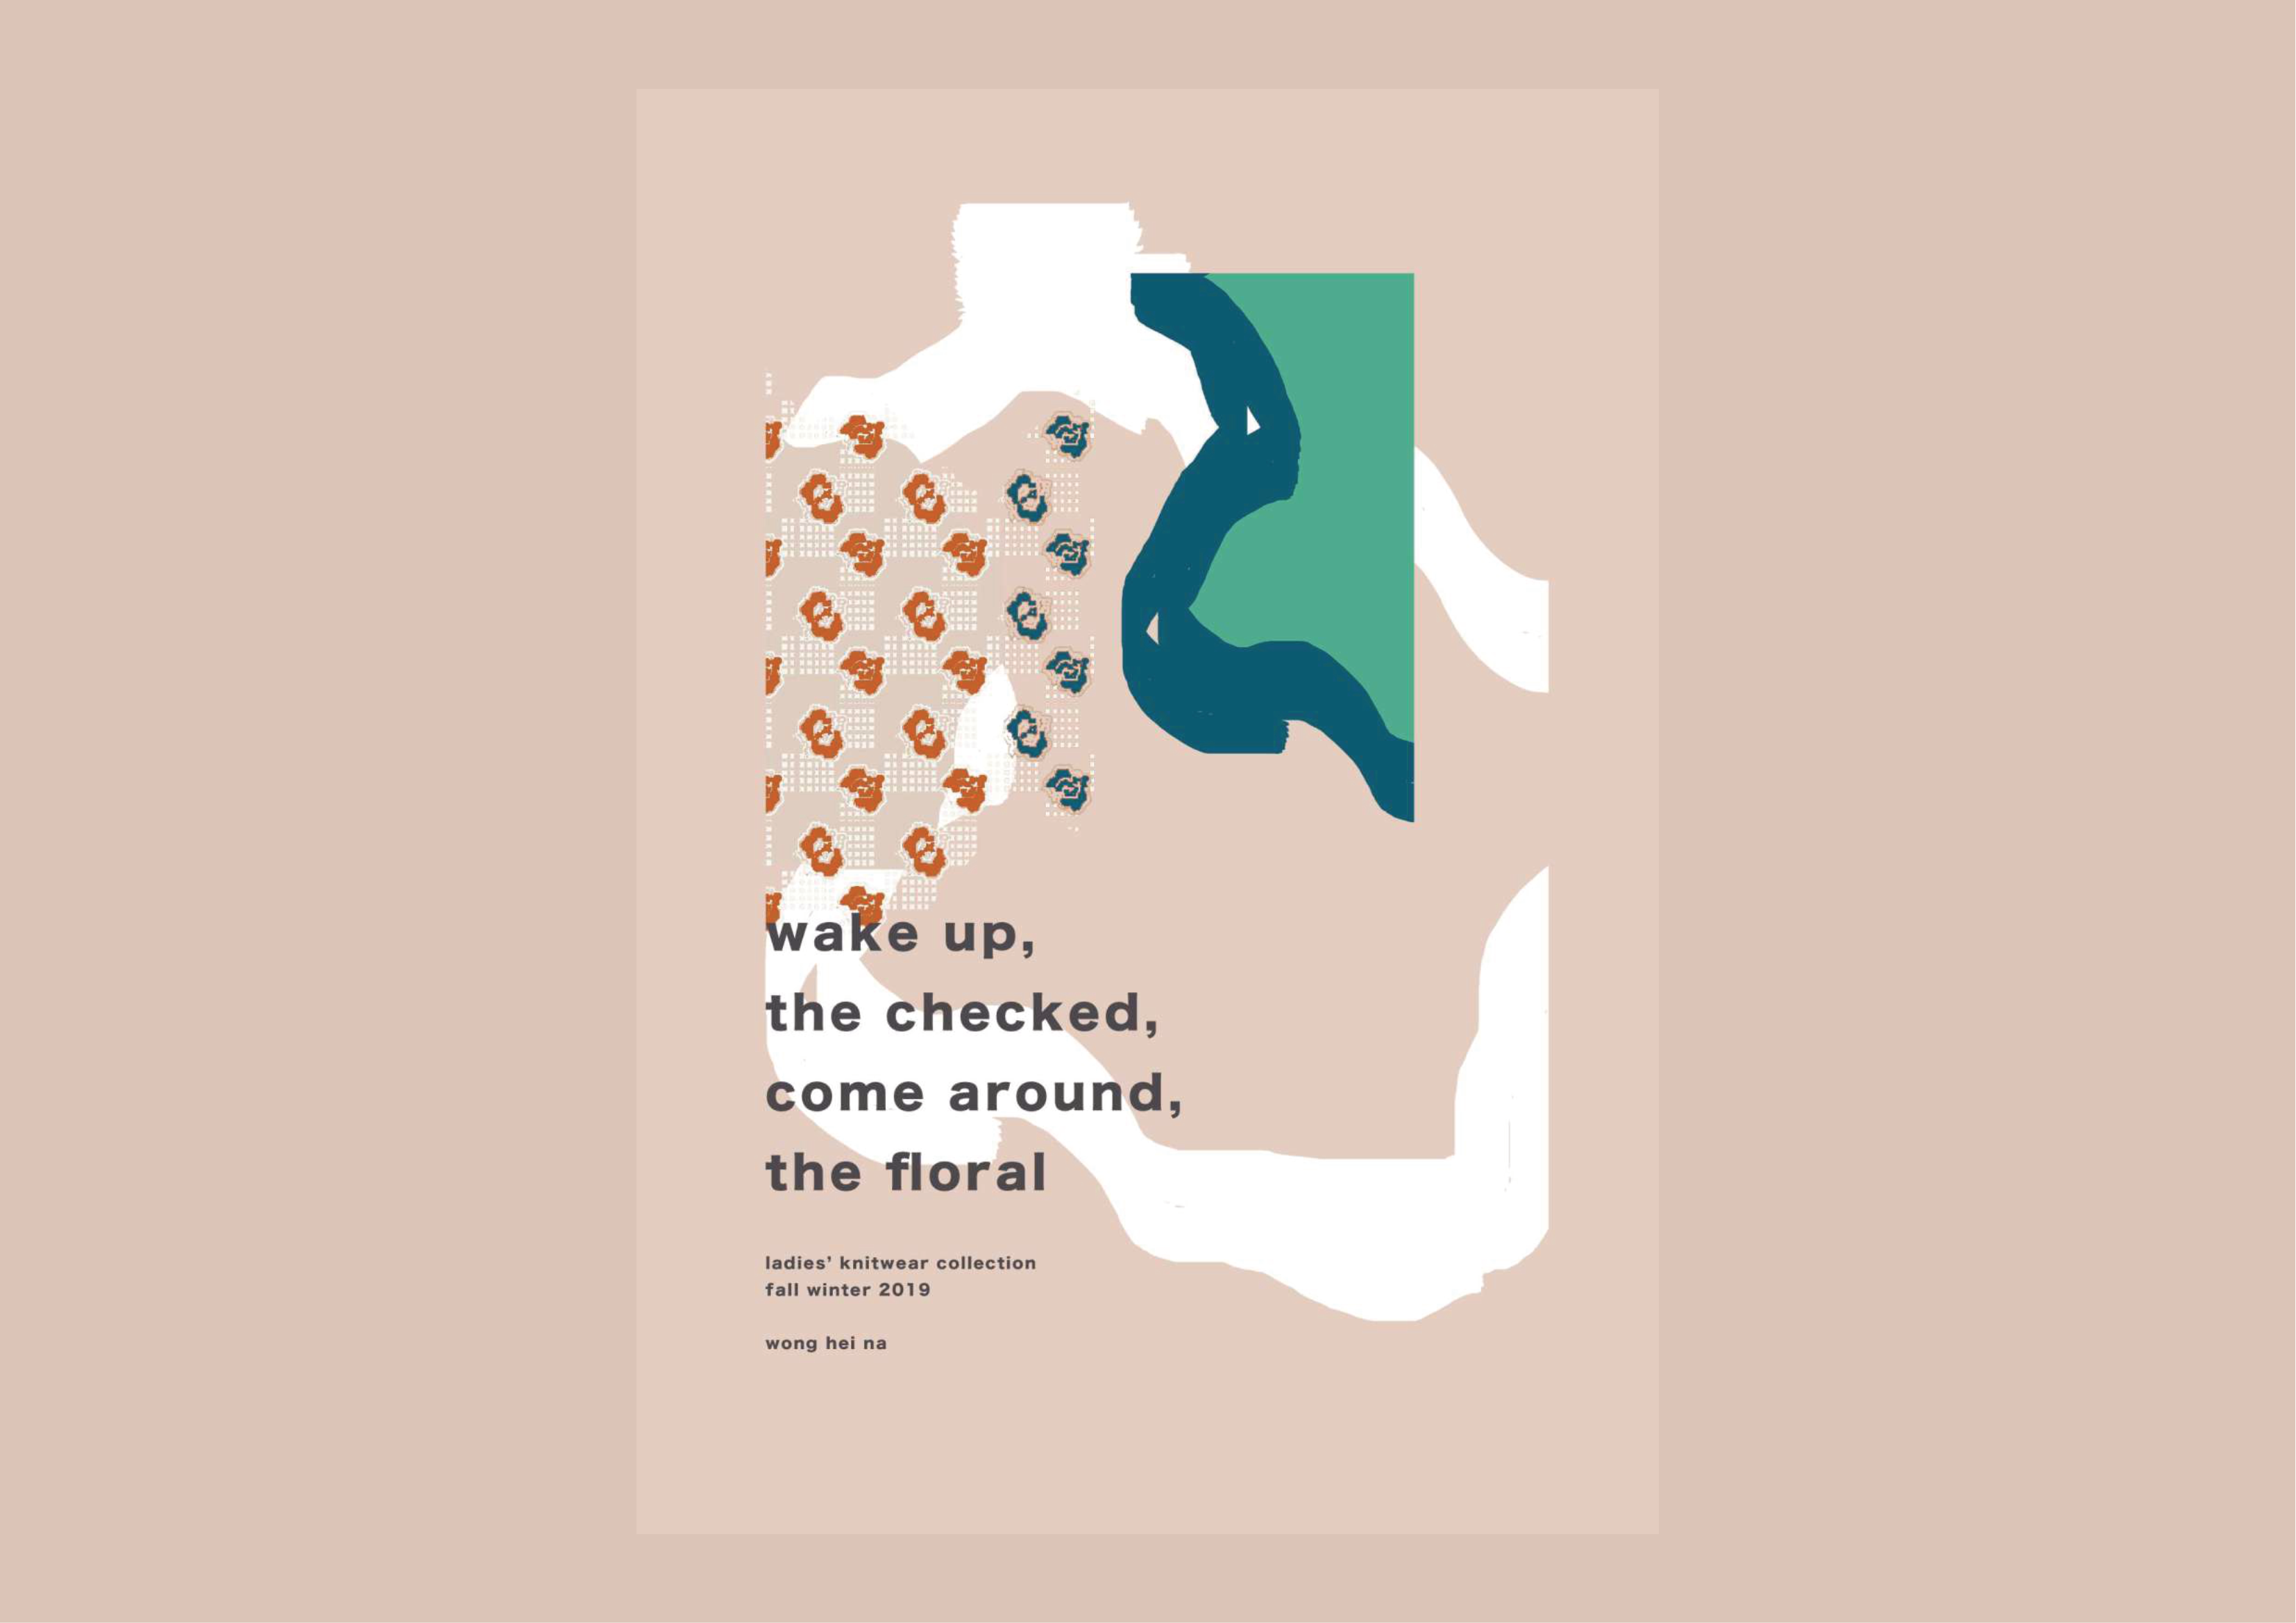 wake up,
the checked,
come around,
the floral
ladies’ knitwear collection
fall winter 2019
wong hei na